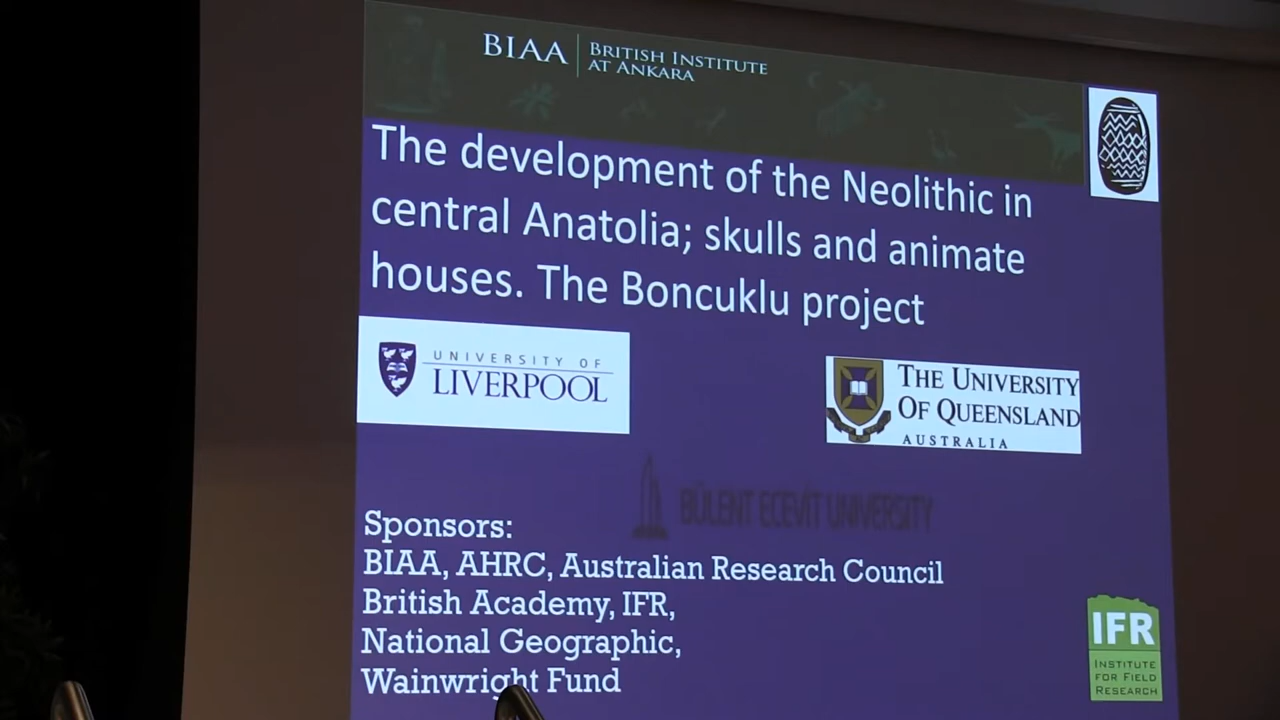 BIAA
BRITISH INSTITUTE
AT ANKARA
The development of the Neolithic in
central Anatolia; skulls and animate
houses. The Boncuklu project
UNIVERSITY OF
LIVERPOOL
THE UNIVERSITY
OF QUEENSLAND
AUSTRALIA
BÜLENT ECEVİT UNIVERSITY
Sponsors:
BIAA, AHRC, Australian Research Council
British Academy, IFR,
National Geographic,
Wainwright Fund
IFR
INSTITUTE
FOR FIELD
RESEARCH